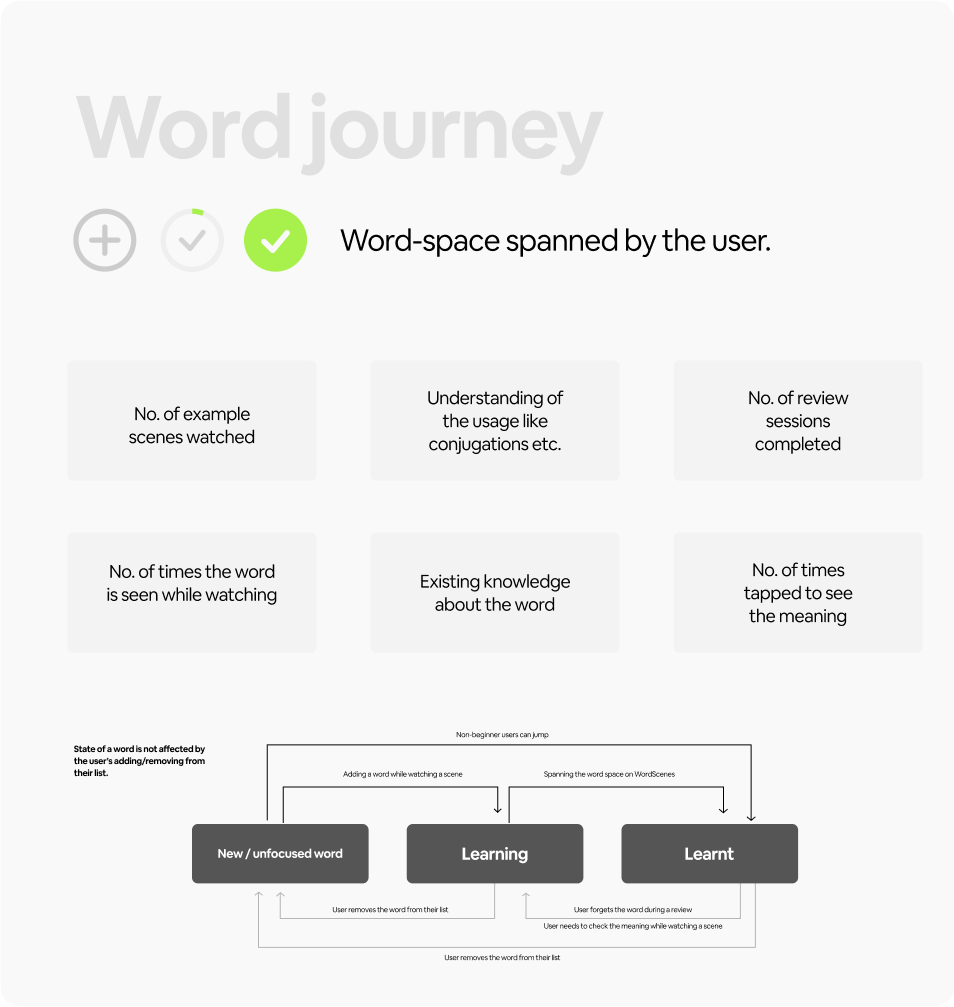 Word journey
Word-space spanned by the user.
No. of example
scenes watched
Understanding of
the usage like
conjugations etc.
No. of review
sessions
completed
No. of times the word
is seen while watching
Existing knowledge
about the word
No. of times
tapped to see
the meaning
State of a word is not affected by
the user's adding/removing from
their list.
Non-beginner users can jump
Adding a word while watching a scene
Spanning the word space on WordScenes
New / unfocused word
Learning
Learnt
User removes the word from their list
User forgets the word during a review
User needs to check the meaning while watching a scene
User removes the word from their list